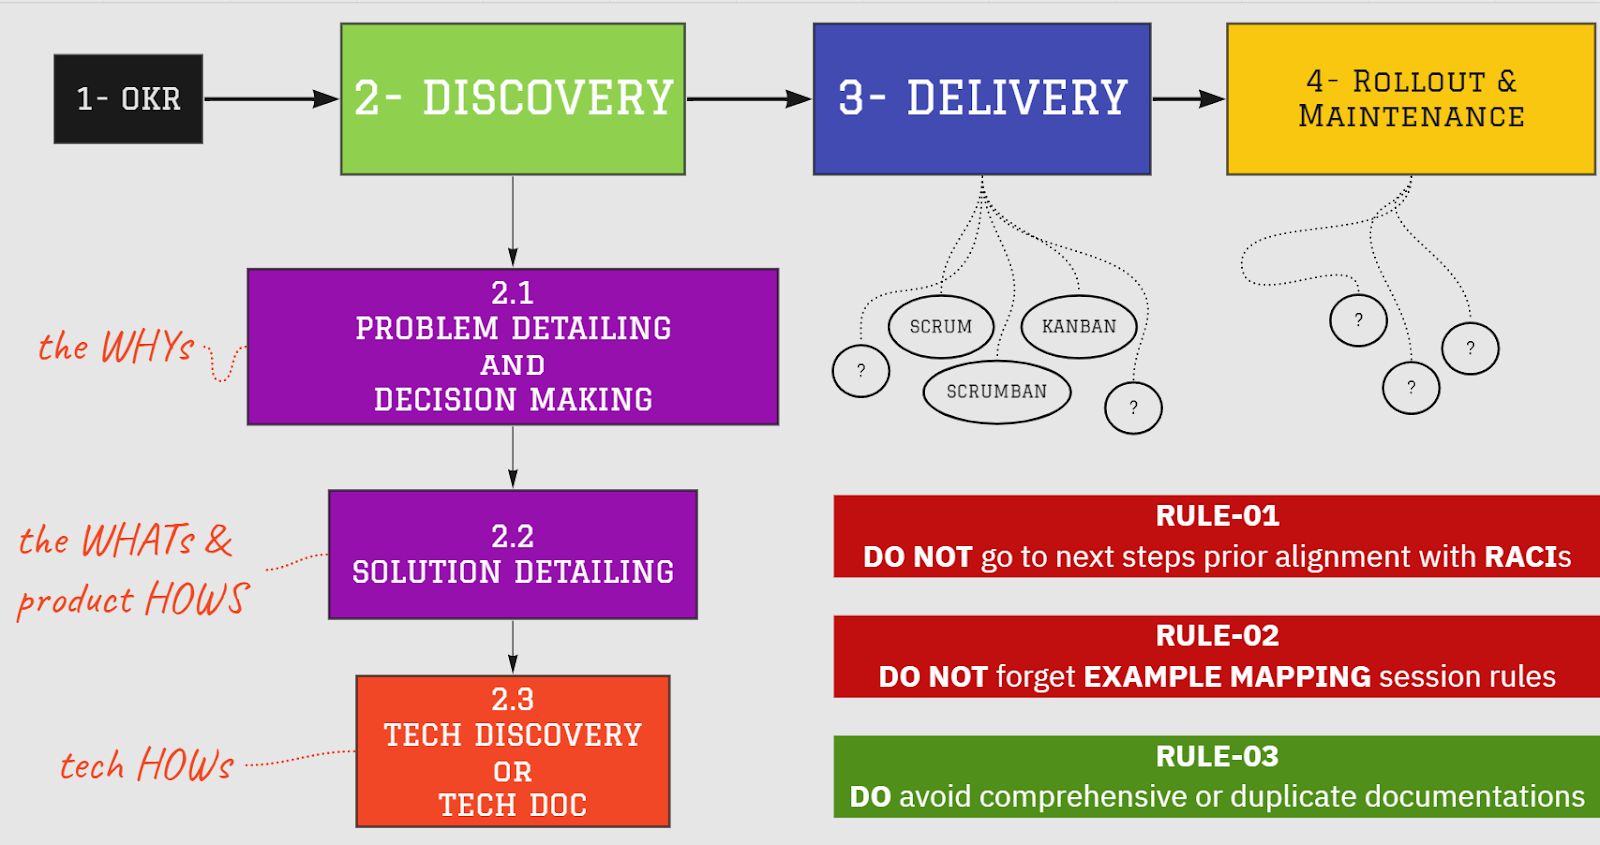 1- OKR
2- DISCOVERY
3- DELIVERY
4- Rollout &
Maintenance
2.1
PROBLEM DETAILING
AND
DECISION MAKING
the WHYs
SCRUM
KANBAN
SCRUMBAN
?
?
?
?
?
2.2
SOLUTION DETAILING
the WHATs &
product HOWS
2.3
TECH DISCOVERY
OR
TECH DOC
tech HOWs
RULE-01
DO NOT go to next steps prior alignment with RACIs
RULE-02
DO NOT forget EXAMPLE MAPPING session rules
RULE-03
DO avoid comprehensive or duplicate documentations